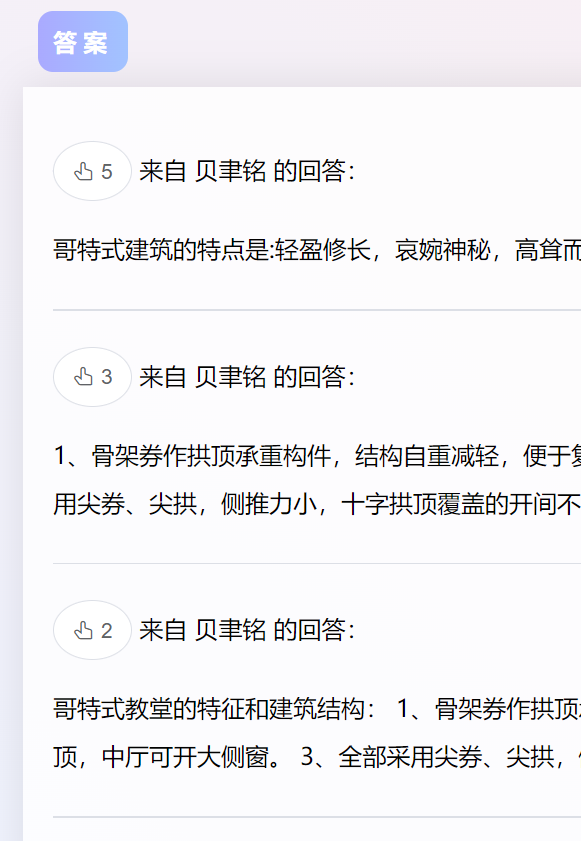 答案
5 来自 贝聿铭 的回答：
哥特式建筑的特点是:轻盈修长，哀婉神秘，高耸而
3 来自 贝聿铭 的回答：
1、骨架券作拱顶承重构件，结构自重减轻，便于
用尖券、尖拱，侧推力小，十字拱顶覆盖的开间不
2 来自 贝聿铭 的回答：
哥特式教堂的特征和建筑结构： 1、骨架券作拱顶
顶，中厅可开大侧窗。 3、全部采用尖券、尖拱，